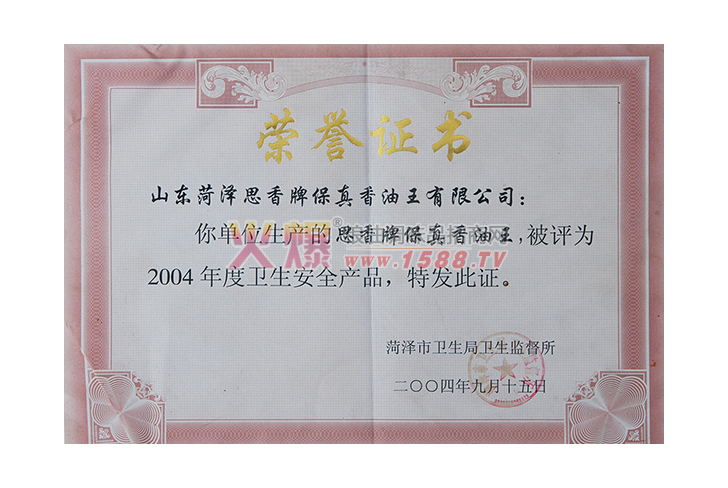 荣誉证书
山东菏泽思香牌保真香油王有限公司：
你单位生产的思香牌保真香油王，被评为
火爆®
www.1588.TV
2004年度卫生安全产品，特发此证。
菏泽市卫生局卫生监督所
二〇〇四年九月十五日